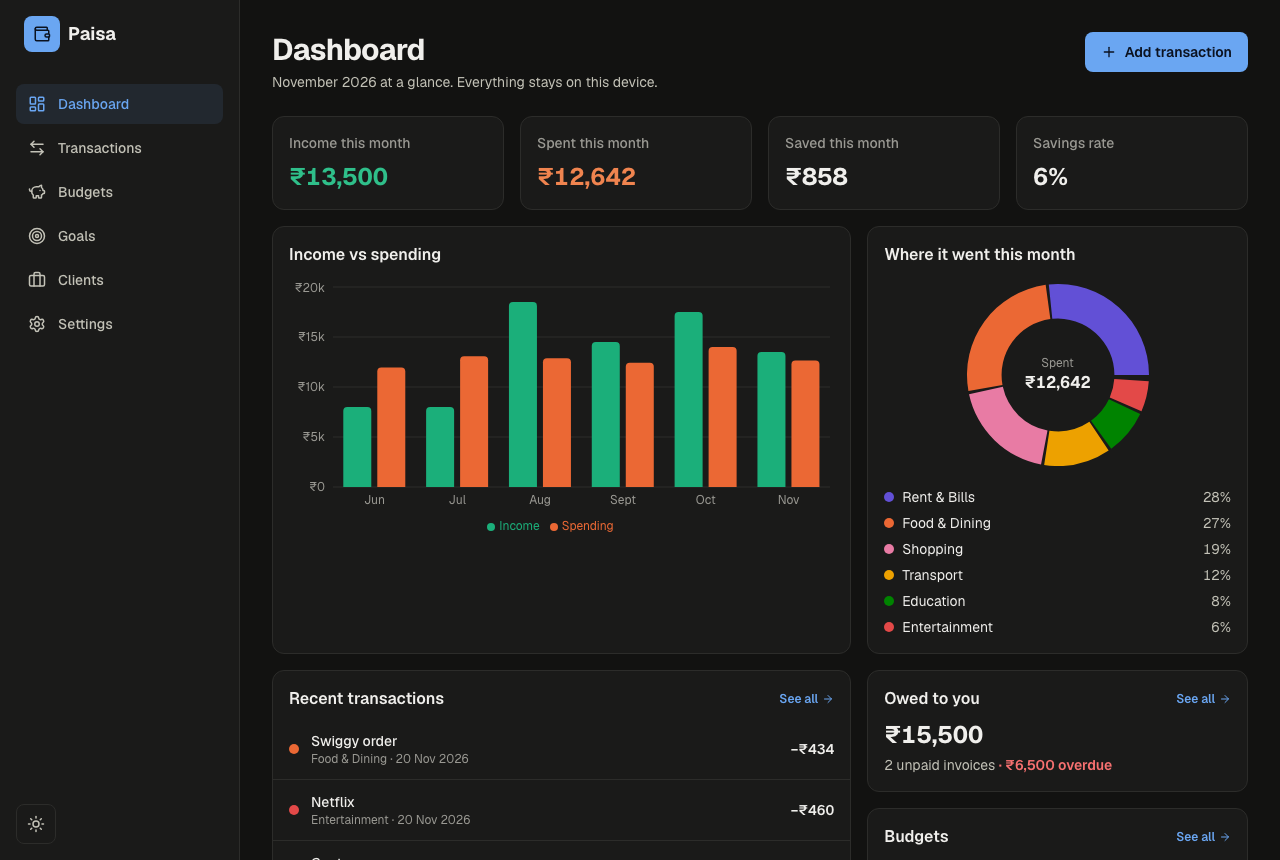 Paisa
Dashboard
Transactions
Budgets
Goals
Clients
Settings
Dashboard
November 2026 at a glance. Everything stays on this device.
Add transaction
Income this month
₹13,500
Spent this month
₹12,642
Saved this month
₹858
Savings rate
6%
Income vs spending
₹20k
₹15k
₹10k
₹5k
₹0
Jun Jul Aug Sept Oct Nov
Income Spending
Where it went this month
Spent
₹12,642
Rent & Bills 28%
Food & Dining 27%
Shopping 19%
Transport 12%
Education 8%
Entertainment 6%
Recent transactions See all →
Swiggy order
Food & Dining · 20 Nov 2026
−₹434
Netflix
Entertainment · 20 Nov 2026
−₹460
Owed to you See all →
₹15,500
2 unpaid invoices · ₹6,500 overdue
Budgets See all →